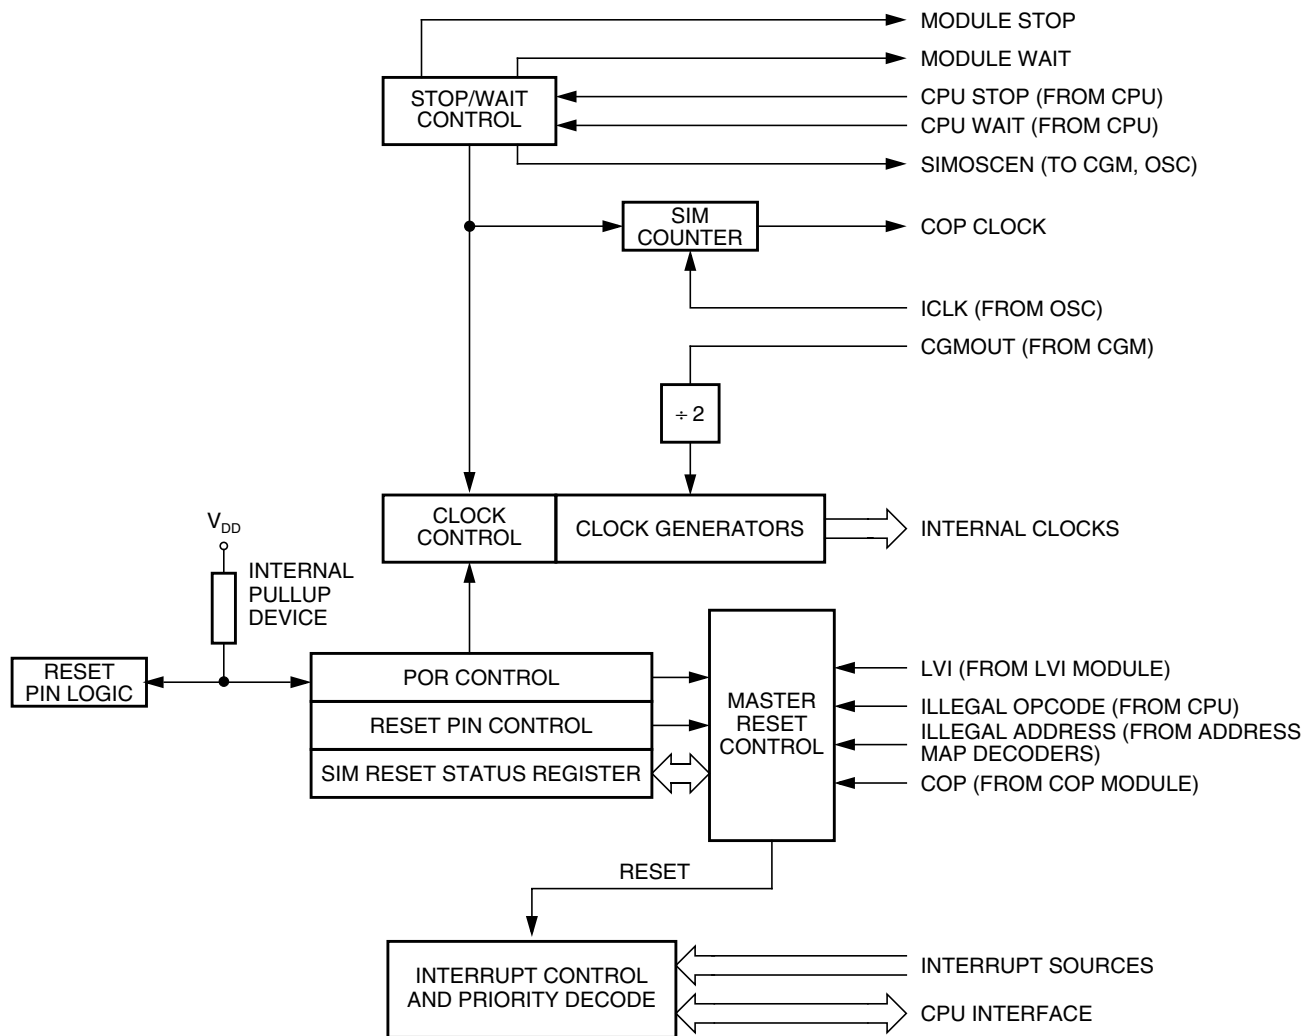 MODULE STOP
MODULE WAIT
STOP/WAIT
CONTROL
CPU STOP (FROM CPU)
CPU WAIT (FROM CPU)
SIMOSCEN (TO CGM, OSC)
SIM
COUNTER
COP CLOCK
ICLK (FROM OSC)
CGMOUT (FROM CGM)
÷ 2
CLOCK
CONTROL
CLOCK GENERATORS
INTERNAL CLOCKS
VDD
INTERNAL
PULLUP
DEVICE
RESET
PIN LOGIC
POR CONTROL
RESET PIN CONTROL
SIM RESET STATUS REGISTER
MASTER
RESET
CONTROL
LVI (FROM LVI MODULE)
ILLEGAL OPCODE (FROM CPU)
ILLEGAL ADDRESS (FROM ADDRESS
MAP DECODERS)
COP (FROM COP MODULE)
RESET
INTERRUPT CONTROL
AND PRIORITY DECODE
INTERRUPT SOURCES
CPU INTERFACE